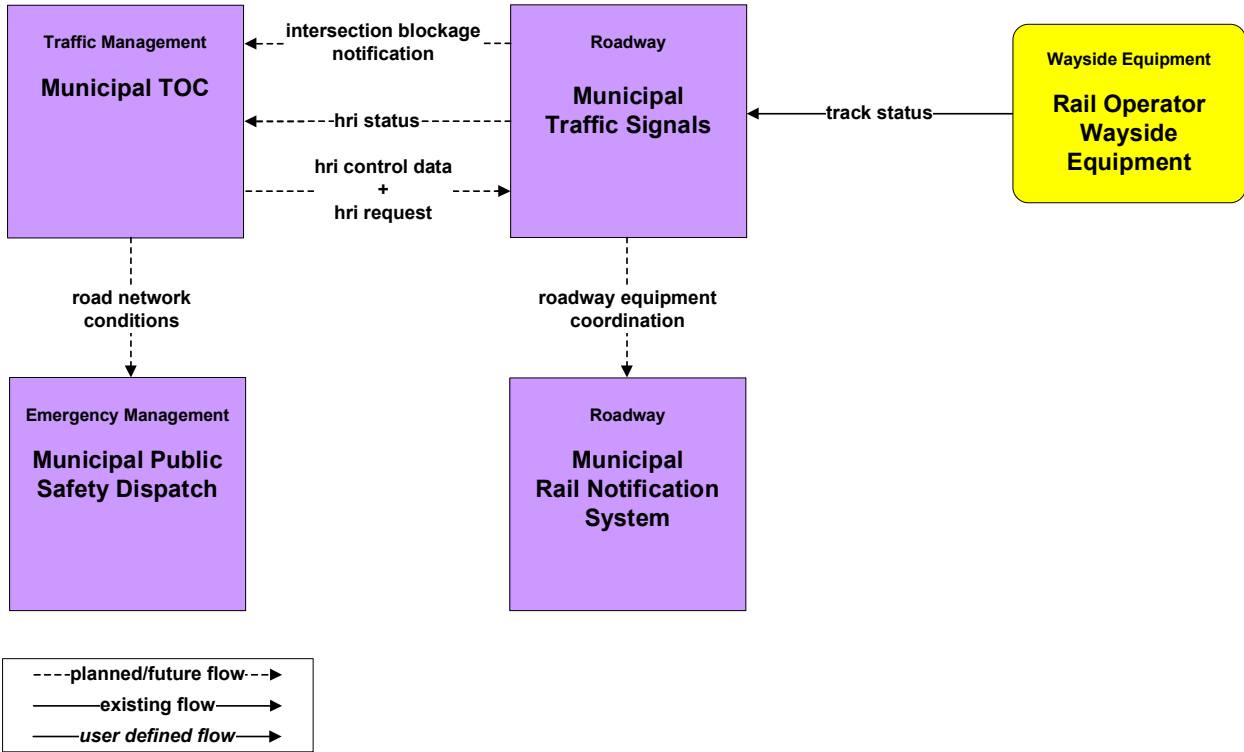 Traffic Management
Municipal TOC
intersection blockage
notification
hri status
hri control data
+
hri request
Roadway
Municipal
Traffic Signals
track status
Wayside Equipment
Rail Operator
Wayside
Equipment
road network
conditions
roadway equipment
coordination
Emergency Management
Municipal Public
Safety Dispatch
Roadway
Municipal
Rail Notification
System
planned/future flow
existing flow
user defined flow